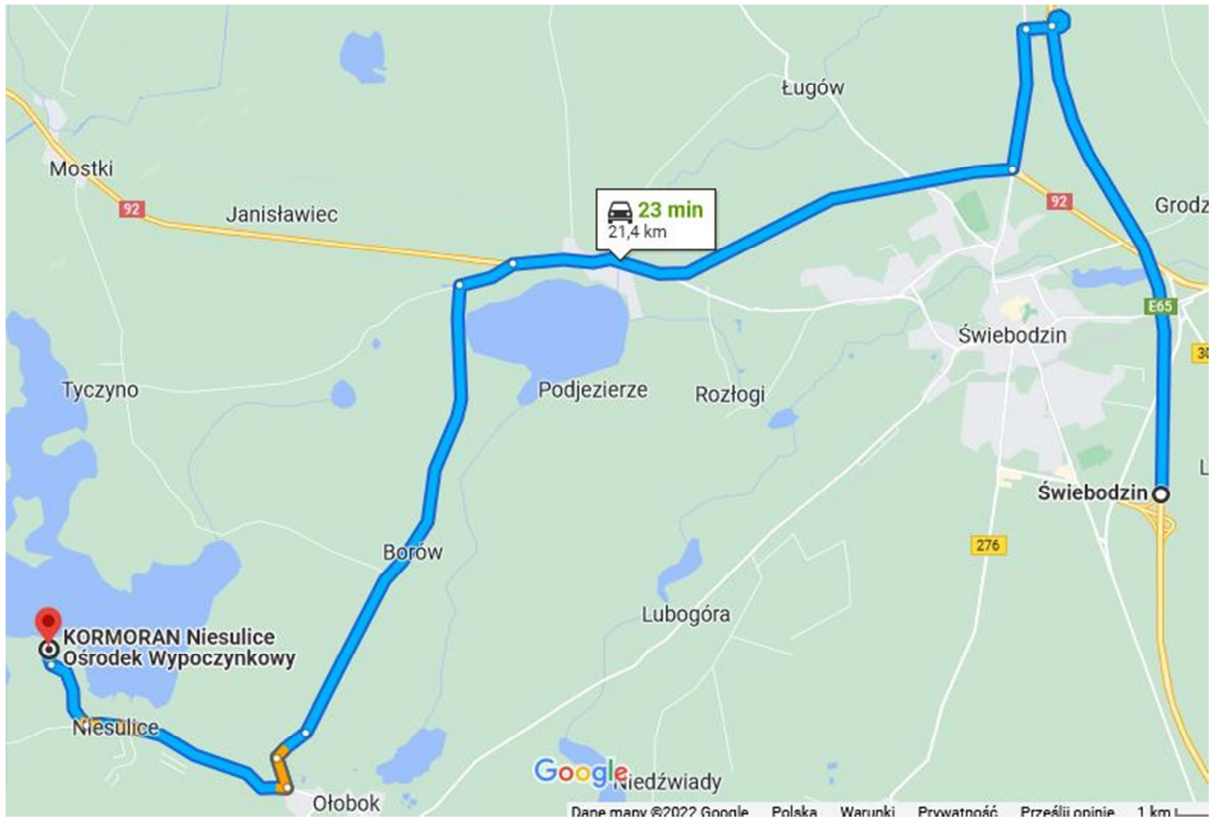 Ługów
Mostki
92
Janisławiec
23 min
21,4 km
92
Grodz
E65
Świebodzin
30
Tyczyno
Podjezierze
Rozłogi
L
Świebodzin
276
Borów
Lubogóra
KORMORAN Niesulice
Ośrodek Wypoczynkowy
Niesulice
Google
Niedźwiady
Ołobok
Dane mapy ©2022 Google Polska Warunki Prywatność Prześlij opinię 1 km